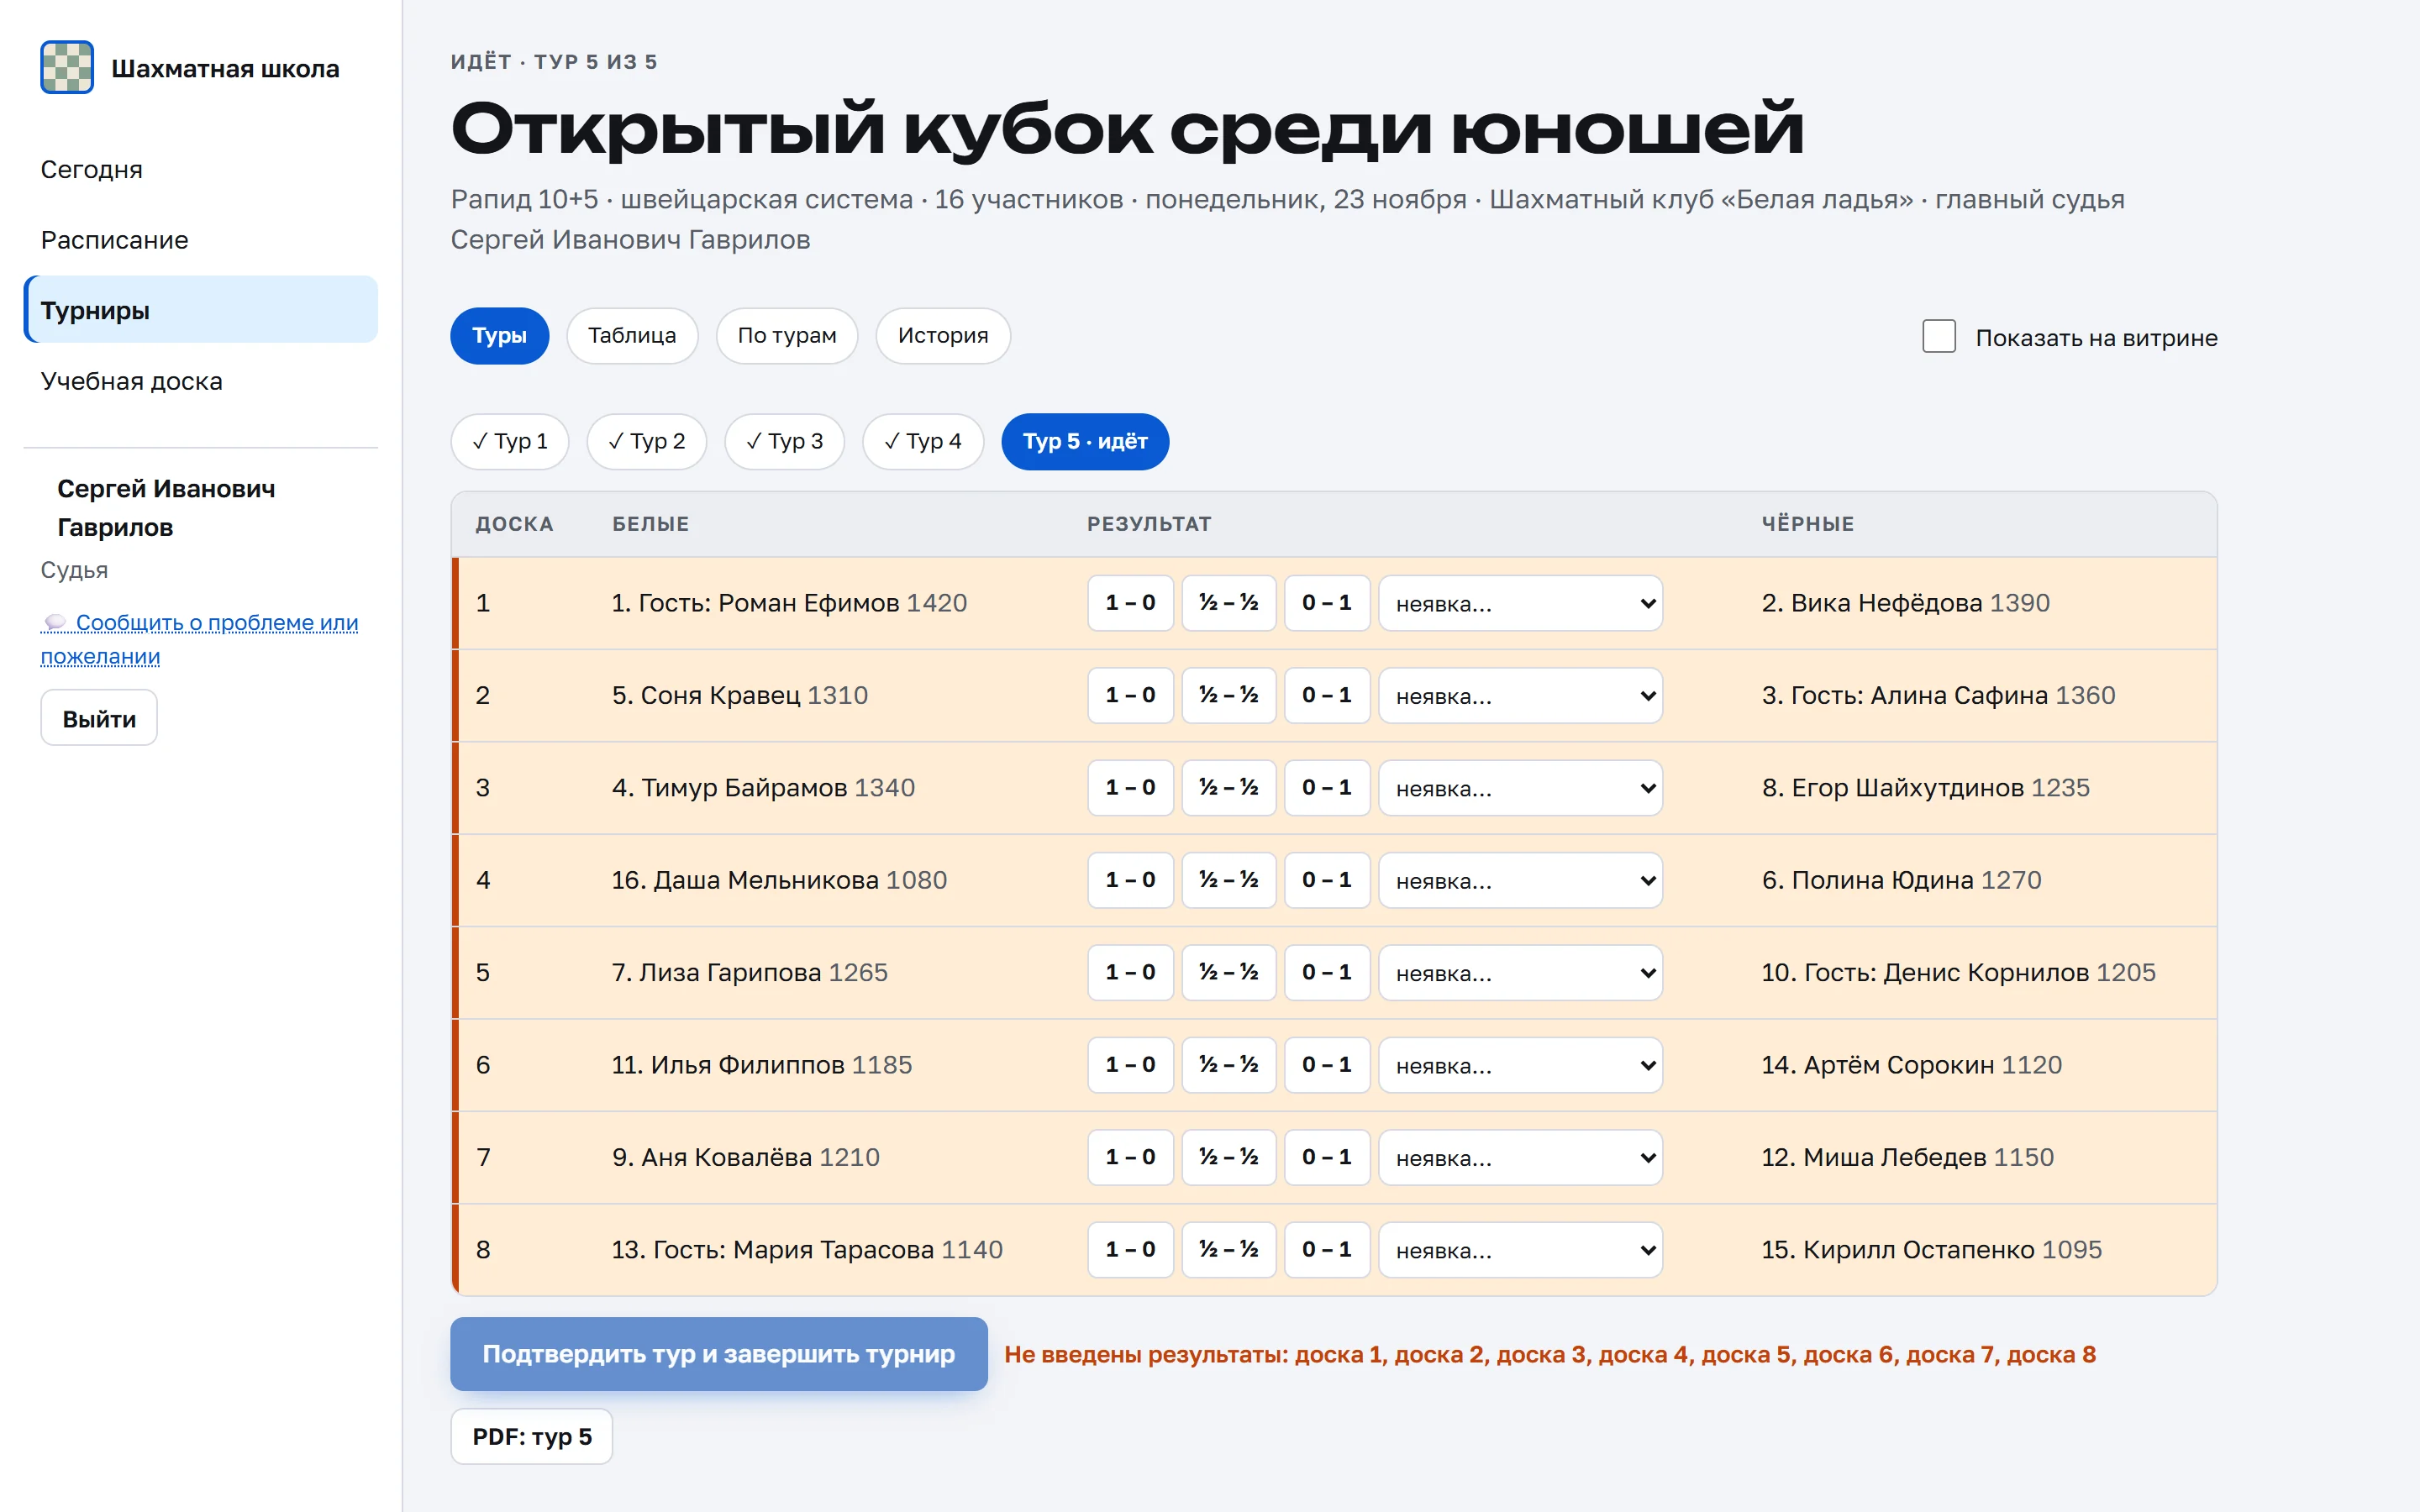 Шахматная школа
Сегодня
Расписание
Турниры
Учебная доска
Сергей Иванович
Гаврилов
Судья
Сообщить о проблеме или
пожелании
Выйти
ИДЁТ · ТУР 5 ИЗ 5
Открытый кубок среди юношей
Рапид 10+5 · швейцарская система · 16 участников · понедельник, 23 ноября · Шахматный клуб «Белая ладья» · главный судья
Сергей Иванович Гаврилов
Туры Таблица По турам История Показать на витрине
✓ Тур 1 ✓ Тур 2 ✓ Тур 3 ✓ Тур 4 Тур 5 · идёт
ДОСКА БЕЛЫЕ РЕЗУЛЬТАТ ЧЁРНЫЕ
1 1. Гость: Роман Ефимов 1420 1 – 0 ½ – ½ 0 – 1 неявка... 2. Вика Нефёдова 1390
2 5. Соня Кравец 1310 1 – 0 ½ – ½ 0 – 1 неявка... 3. Гость: Алина Сафина 1360
3 4. Тимур Байрамов 1340 1 – 0 ½ – ½ 0 – 1 неявка... 8. Егор Шайхутдинов 1235
4 16. Даша Мельникова 1080 1 – 0 ½ – ½ 0 – 1 неявка... 6. Полина Юдина 1270
5 7. Лиза Гарипова 1265 1 – 0 ½ – ½ 0 – 1 неявка... 10. Гость: Денис Корнилов 1205
6 11. Илья Филиппов 1185 1 – 0 ½ – ½ 0 – 1 неявка... 14. Артём Сорокин 1120
7 9. Аня Ковалёва 1210 1 – 0 ½ – ½ 0 – 1 неявка... 12. Миша Лебедев 1150
8 13. Гость: Мария Тарасова 1140 1 – 0 ½ – ½ 0 – 1 неявка... 15. Кирилл Остапенко 1095
Подтвердить тур и завершить турнир Не введены результаты: доска 1, доска 2, доска 3, доска 4, доска 5, доска 6, доска 7, доска 8
PDF: тур 5